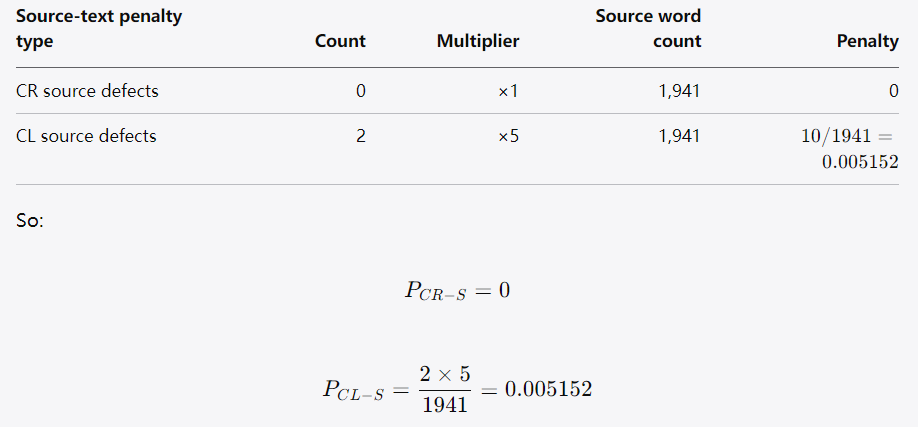 Source-text penalty Source word
type Count Multiplier count Penalty
CR source defects 0 ×1 1,941 0
CL source defects 2 ×5 1,941 10/1941 =
0.005152
So:
P_{CR−S} = 0
P_{CL−S} = \frac{2 × 5}{1941} = 0.005152